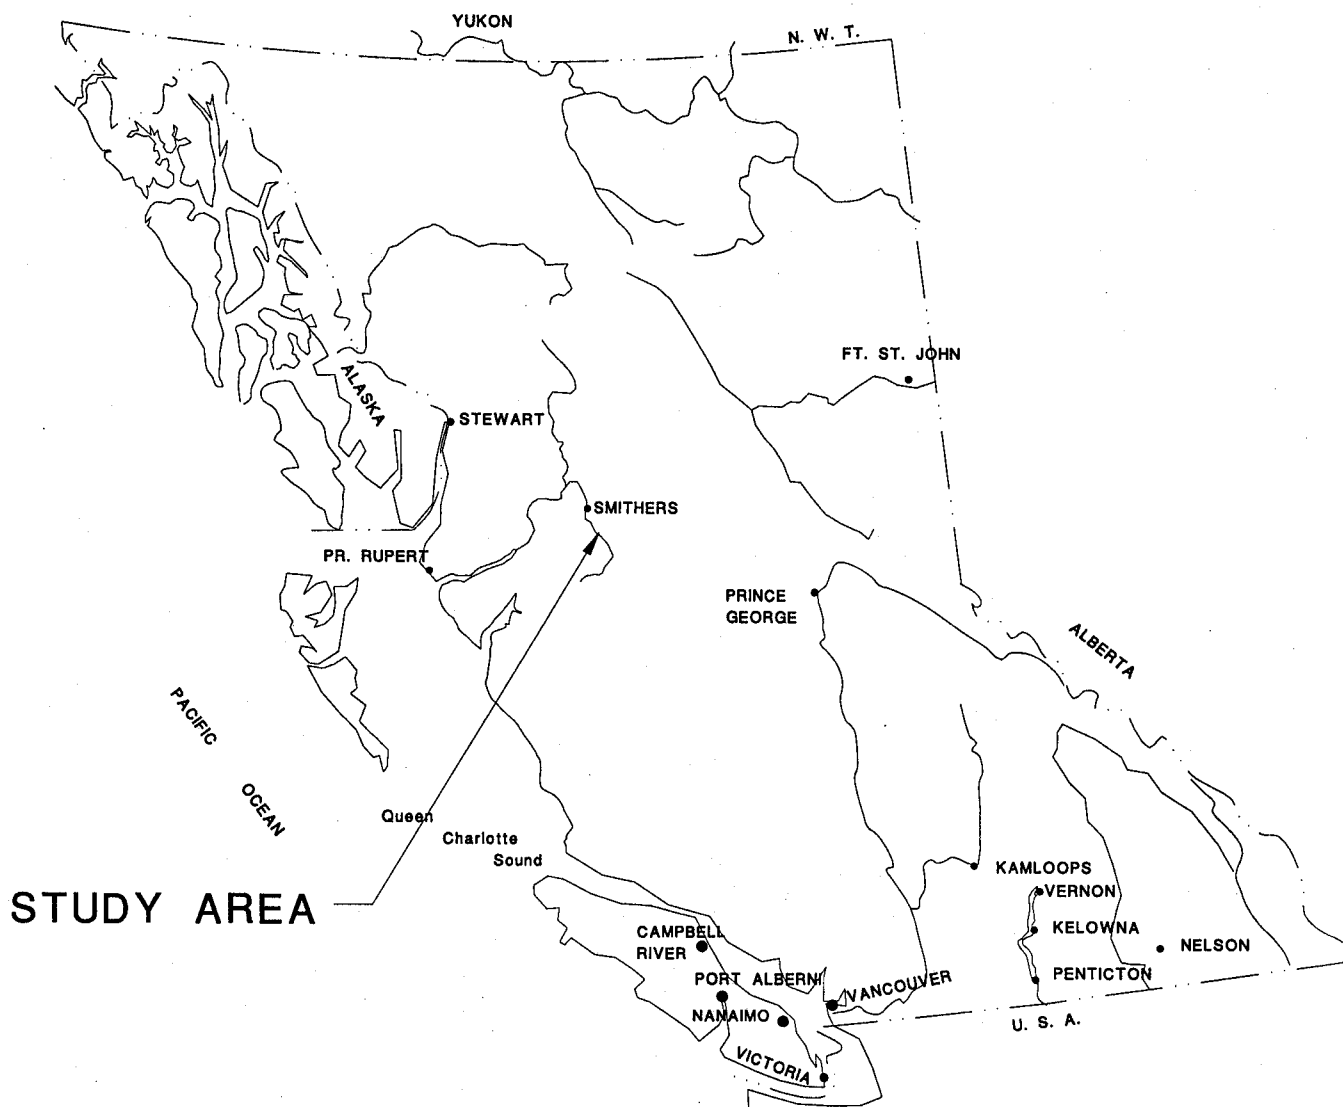 YUKON
N. W. T.
FT. ST. JOHN
ALASKA
STEWART
SMITHERS
PR. RUPERT
PRINCE
GEORGE
ALBERTA
PACIFIC
OCEAN
Queen
Charlotte
Sound
STUDY AREA
KAMLOOPS
VERNON
CAMPBELL
RIVER
KELOWNA
NELSON
PORT ALBERNI
PENTICTON
VANCOUVER
NANAIMO
U. S. A.
VICTORIA